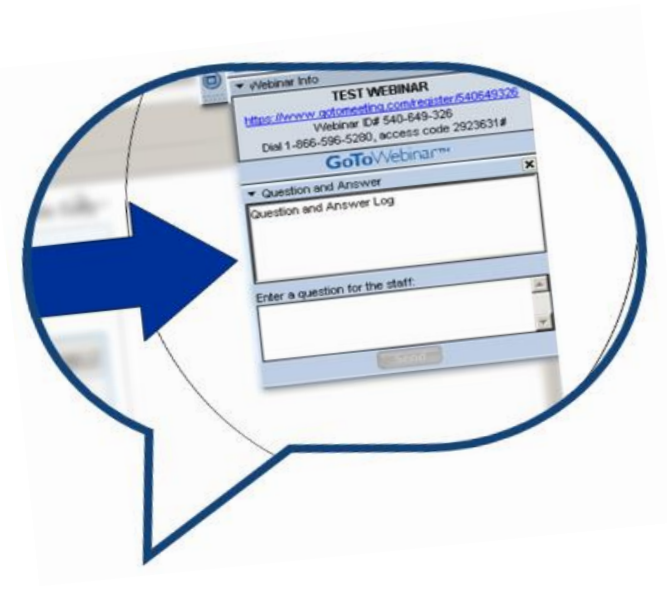 Webinar Info
TEST WEBINAR
https://www.gotomeeting.com/register/540649326
Webinar ID# 540-649-326
Dial 1-866-596-5280, access code 2923631#
GoToWebinar™
Question and Answer
Question and Answer Log
Enter a question for the staff:
Send